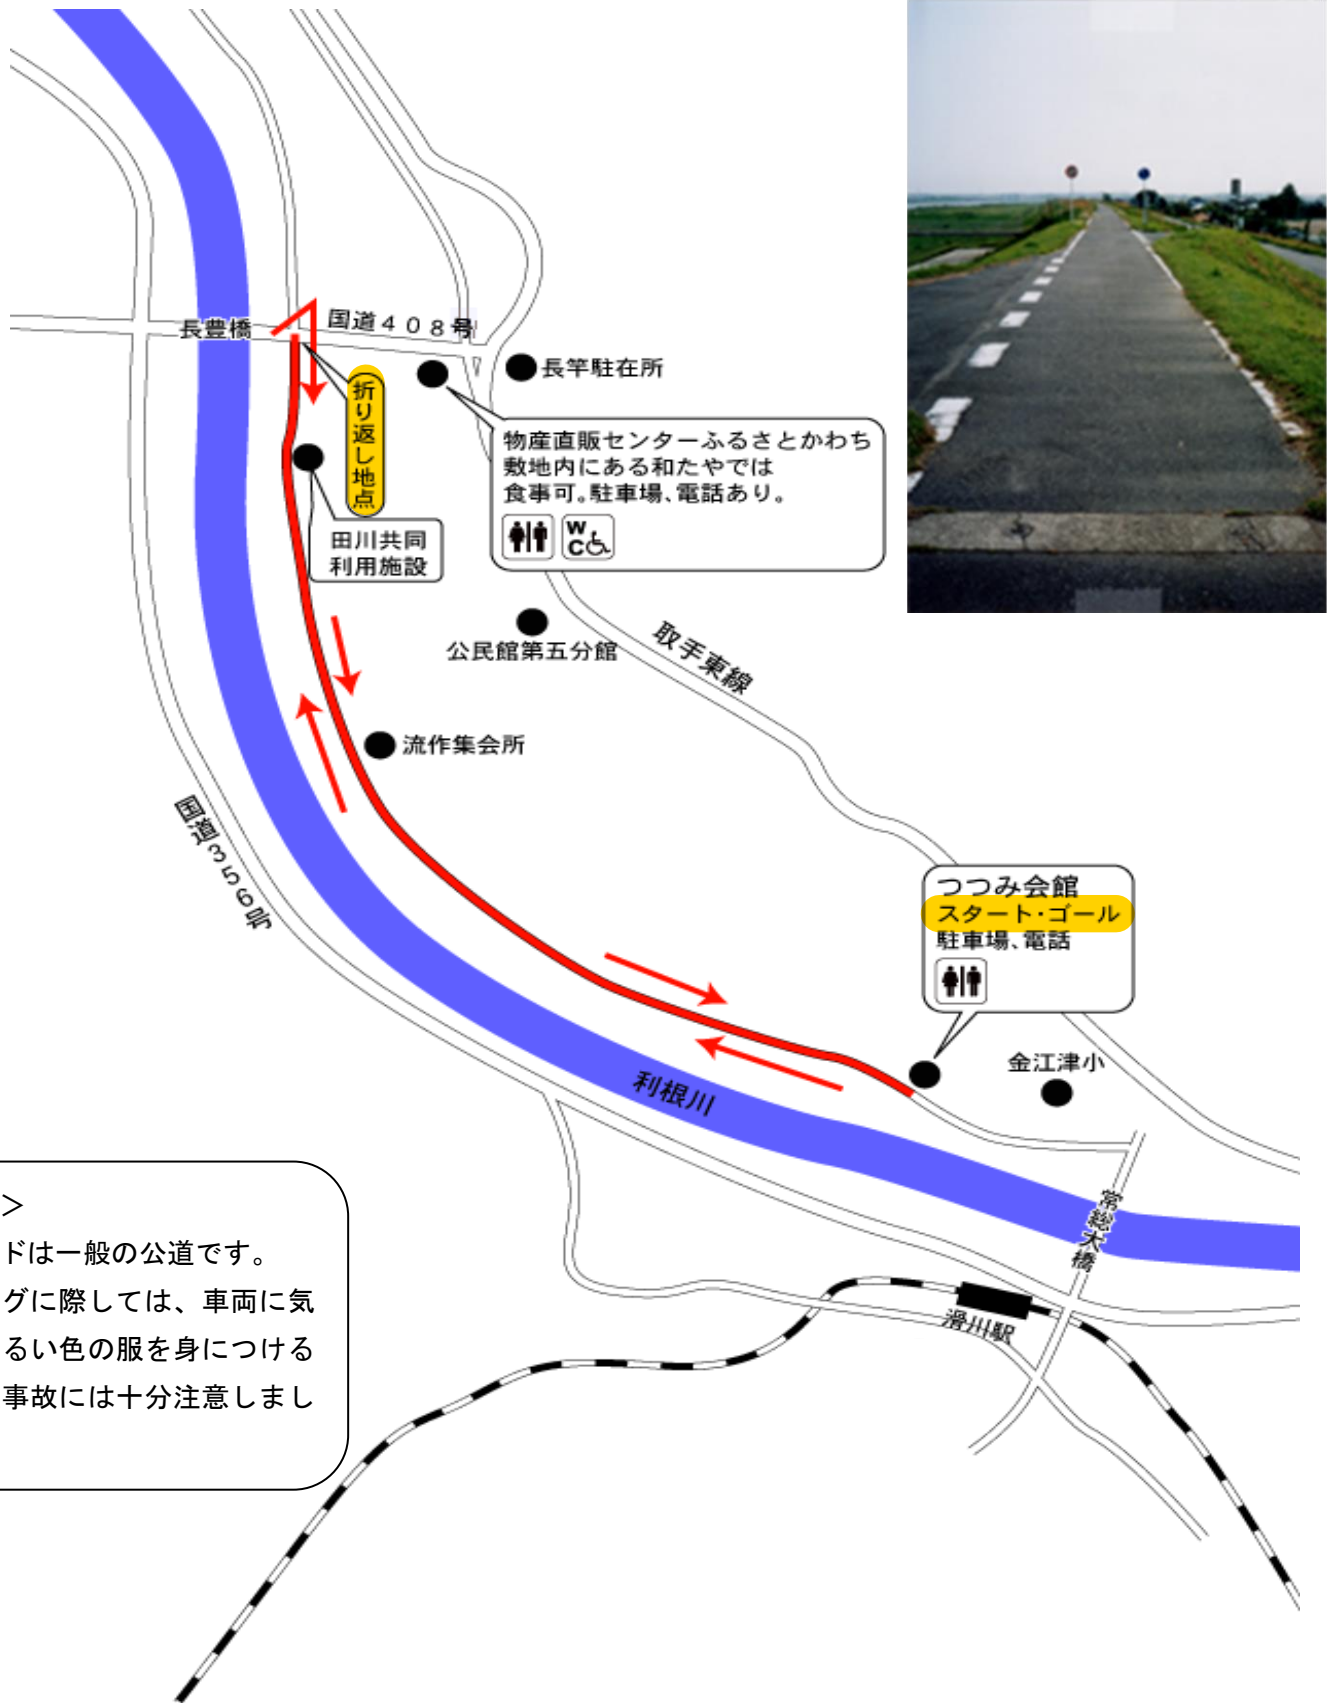 長豊橋
国道４０８号
長竿駐在所
折り返し地点
物産直販センターふるさとかわち
敷地内にある和たやでは
食事可。駐車場、電話あり。
WC
田川共同
利用施設
公民館第五分館
取手東線
流作集会所
国道３５６号
つつみ会館
スタート・ゴール
駐車場、電話
金江津小
利根川
常総大橋
滑川駅
＞
ドは一般の公道です。
グに際しては、車両に気
るい色の服を身につける
事故には十分注意しまし